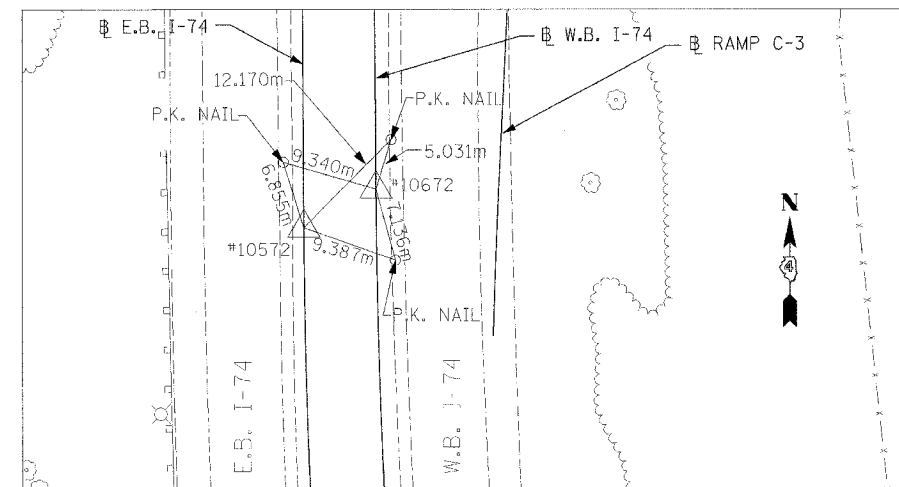 ℄ E.B. I-74
℄ W.B. I-74
℄ RAMP C-3
12.170m
P.K. NAIL
P.K. NAIL
9.340m
5.031m
6.855m
#10672
7.136m
#10572
9.387m
P.K. NAIL
N
4
E.B. I-74
W.B. I-74
x
x
x
x
x
x
x
x
x